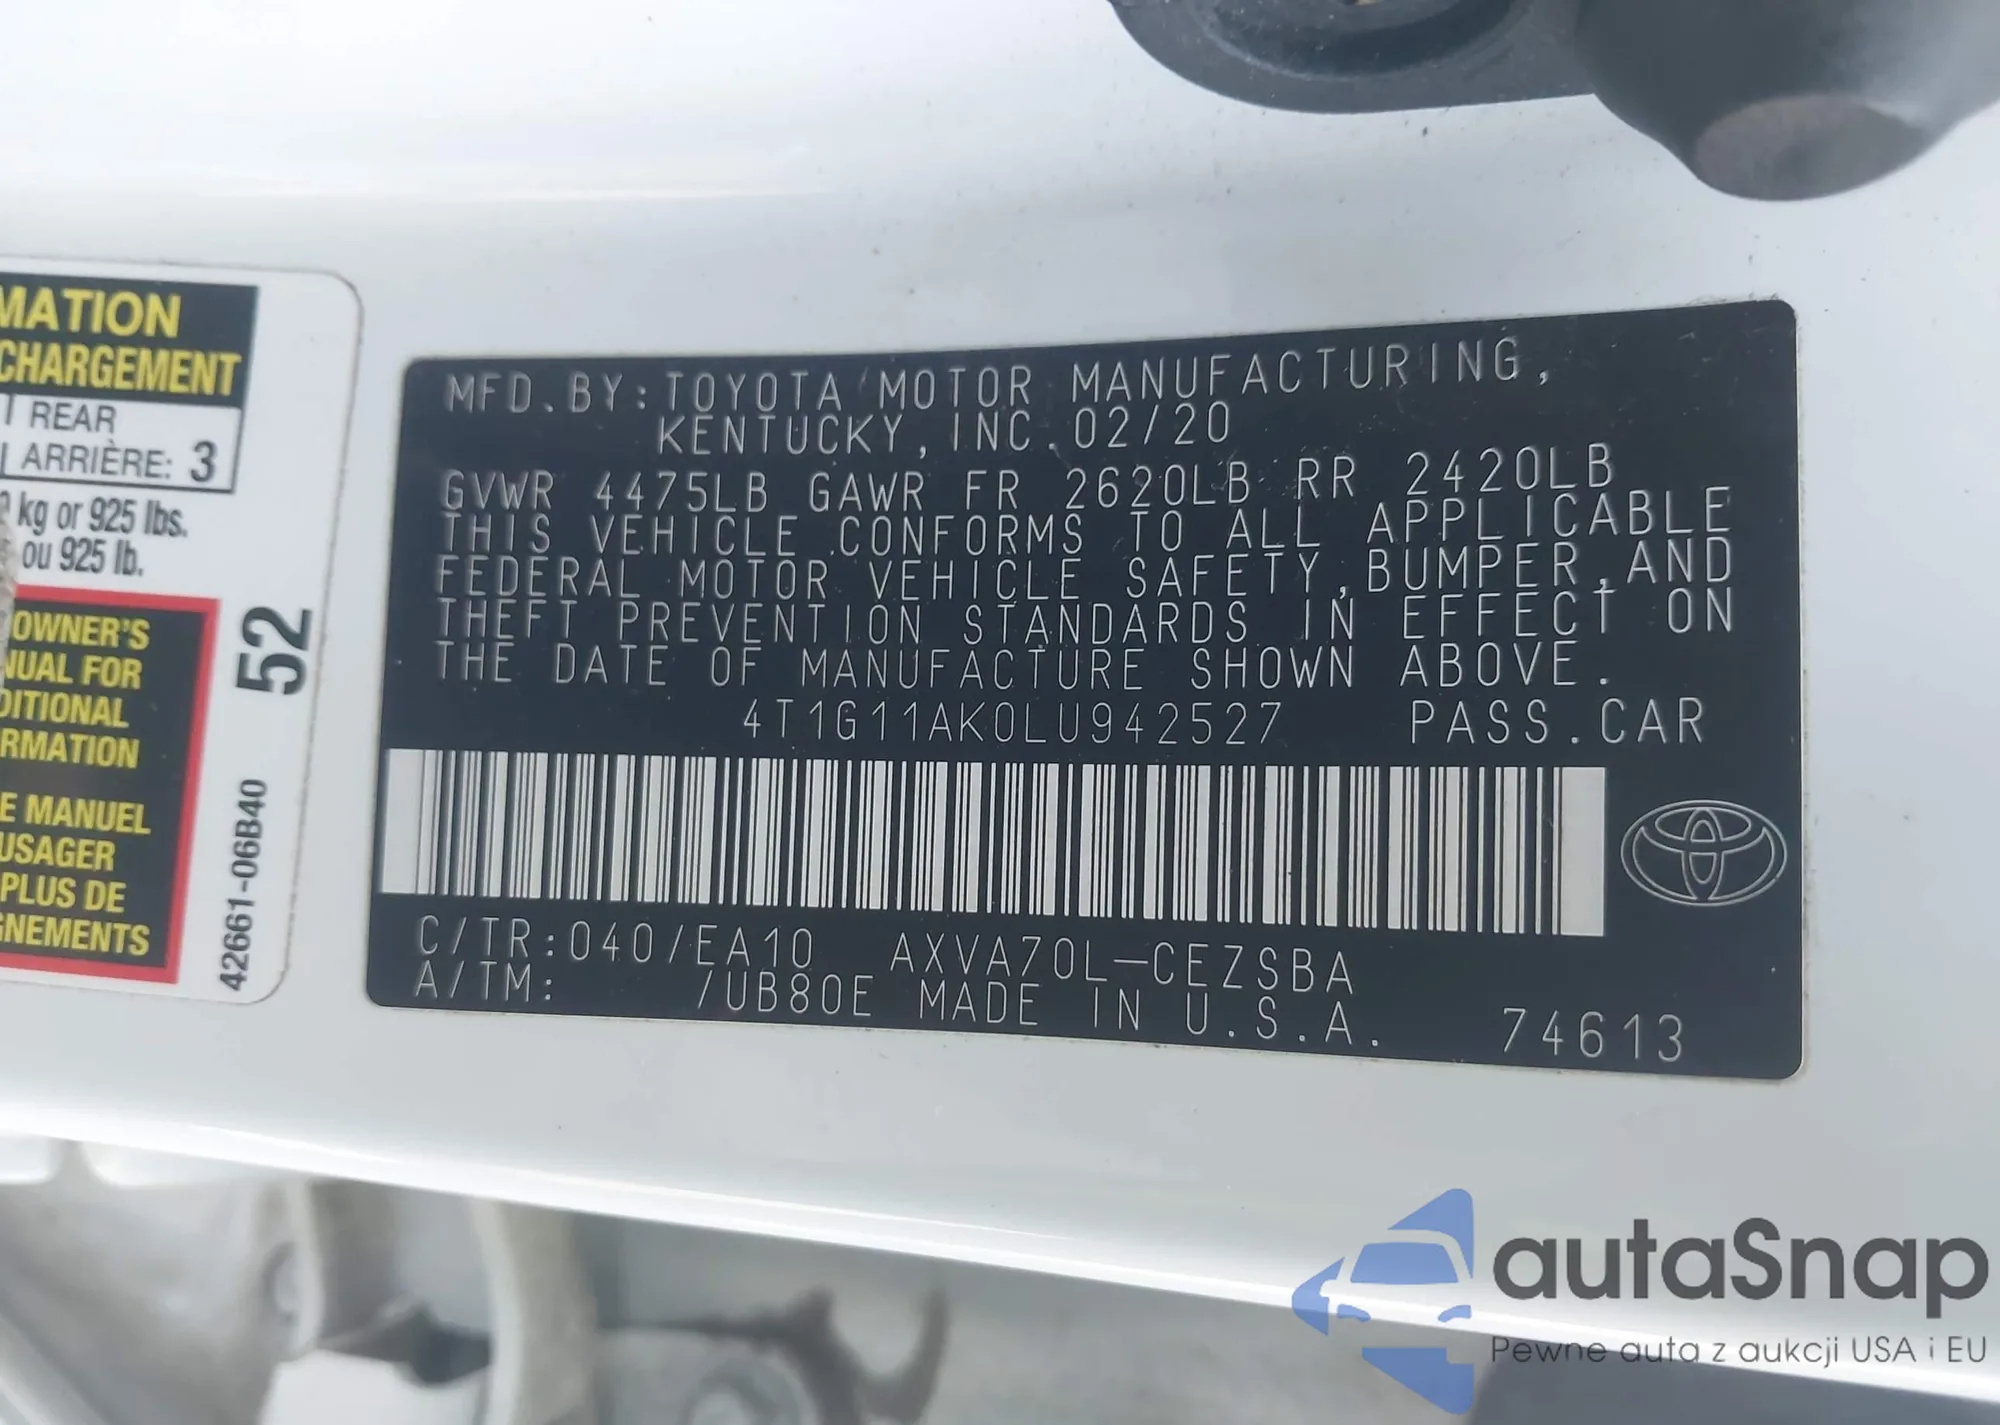 MATION
CHARGEMENT
REAR
ARRIÈRE: 3
kg or 925 lbs.
ou 925 lb.
OWNER'S
NUAL FOR
DITIONAL
RMATION
E MANUEL
USAGER
PLUS DE
GNEMENTS
52
42661-06B40
MFD.BY:TOYOTA MOTOR MANUFACTURING,
KENTUCKY,INC.02/20
GVWR 4475LB GAWR FR 2620LB RR 2420LB
THIS VEHICLE CONFORMS TO ALL APPLICABLE
FEDERAL MOTOR VEHICLE SAFETY,BUMPER,AND
THEFT PREVENTION STANDARDS IN EFFECT ON
THE DATE OF MANUFACTURE SHOWN ABOVE.
4T1G11AK0LU942527 PASS.CAR
C/TR:040/EA10 AXVA70L-CEZSBA
A/TM: /UB80E MADE IN U.S.A. 74613
autaSnap
Pewne auta z aukcji USA i EU